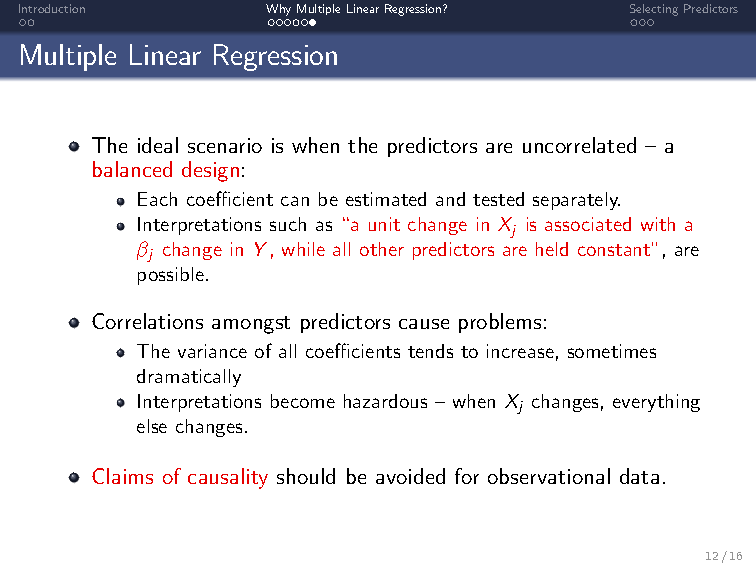 Introduction
Why Multiple Linear Regression?
Selecting Predictors
Multiple Linear Regression
The ideal scenario is when the predictors are uncorrelated – a
balanced design:
Each coefficient can be estimated and tested separately.
Interpretations such as “a unit change in Xj is associated with a
βj change in Y, while all other predictors are held constant”, are
possible.
Correlations amongst predictors cause problems:
The variance of all coefficients tends to increase, sometimes
dramatically
Interpretations become hazardous – when Xj changes, everything
else changes.
Claims of causality should be avoided for observational data.
12 / 16